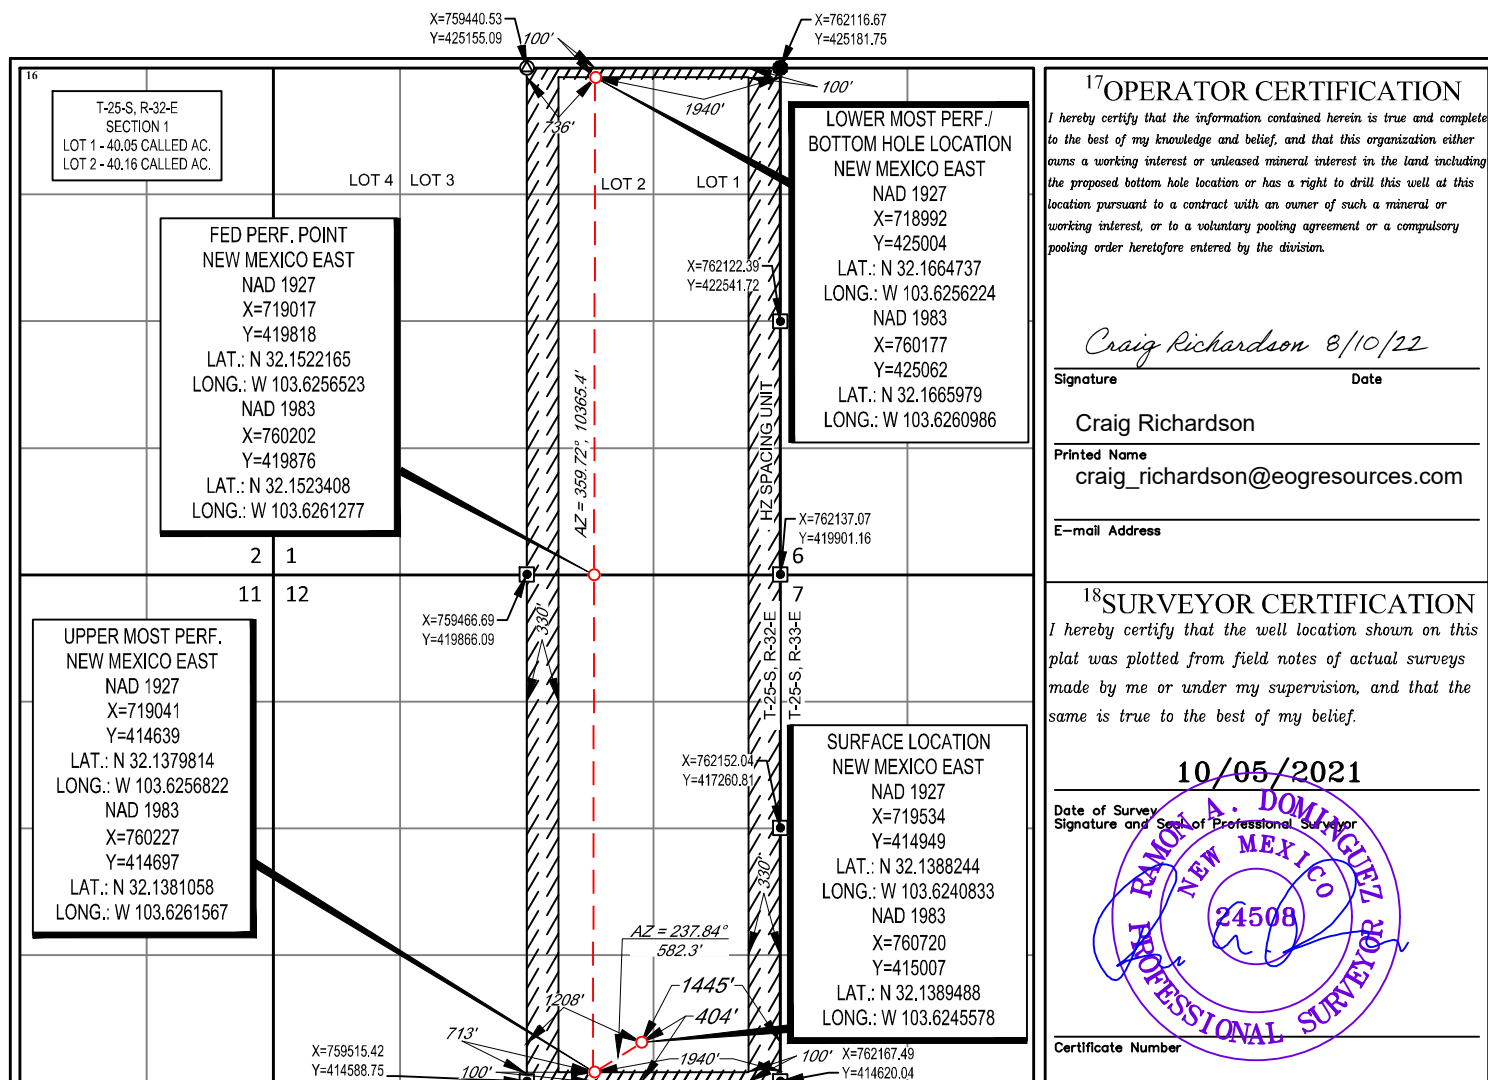 X=759440.53
Y=425155.09
100'
X=762116.67
Y=425181.75
16
T-25-S, R-32-E
SECTION 1
LOT 1 - 40.05 CALLED AC.
LOT 2 - 40.16 CALLED AC.
736'
1940'
100'
LOT 4
LOT 3
LOT 2
LOT 1
LOWER MOST PERF./
BOTTOM HOLE LOCATION
NEW MEXICO EAST
NAD 1927
X=718992
Y=425004
LAT.: N 32.1664737
LONG.: W 103.6256224
NAD 1983
X=760177
Y=425062
LAT.: N 32.1665979
LONG.: W 103.6260986
FED PERF. POINT
NEW MEXICO EAST
NAD 1927
X=719017
Y=419818
LAT.: N 32.1522165
LONG.: W 103.6256523
NAD 1983
X=760202
Y=419876
LAT.: N 32.1523408
LONG.: W 103.6261277
X=762122.39
Y=422541.72
AZ = 359.72°, 10365.4'
HZ SPACING UNIT
X=762137.07
Y=419901.16
2
1
6
11
12
7
X=759466.69
Y=419866.09
330'
T-25-S, R-32-E
T-25-S, R-33-E
UPPER MOST PERF.
NEW MEXICO EAST
NAD 1927
X=719041
Y=414639
LAT.: N 32.1379814
LONG.: W 103.6256822
NAD 1983
X=760227
Y=414697
LAT.: N 32.1381058
LONG.: W 103.6261567
X=762152.04
Y=417260.81
SURFACE LOCATION
NEW MEXICO EAST
NAD 1927
X=719534
Y=414949
LAT.: N 32.1388244
LONG.: W 103.6240833
NAD 1983
X=760720
Y=415007
LAT.: N 32.1389488
LONG.: W 103.6245578
330'
AZ = 237.84°
582.3'
1208'
1445'
404'
713'
1940'
100'
100'
X=759515.42
Y=414588.75
X=762167.49
Y=414620.04
17 OPERATOR CERTIFICATION
I hereby certify that the information contained herein is true and complete
to the best of my knowledge and belief, and that this organization either
owns a working interest or unleased mineral interest in the land including
the proposed bottom hole location or has a right to drill this well at this
location pursuant to a contract with an owner of such a mineral or
working interest, or to a voluntary pooling agreement or a compulsory
pooling order heretofore entered by the division.
Craig Richardson 8/10/22
Signature Date
Craig Richardson
Printed Name
craig_richardson@eogresources.com
E-mail Address
18 SURVEYOR CERTIFICATION
I hereby certify that the well location shown on this
plat was plotted from field notes of actual surveys
made by me or under my supervision, and that the
same is true to the best of my belief.
10/05/2021
Date of Survey
Signature and Seal of Professional Surveyor
RAMON A. DOMINGUEZ
NEW MEXICO
24508
PROFESSIONAL SURVEYOR
Certificate Number